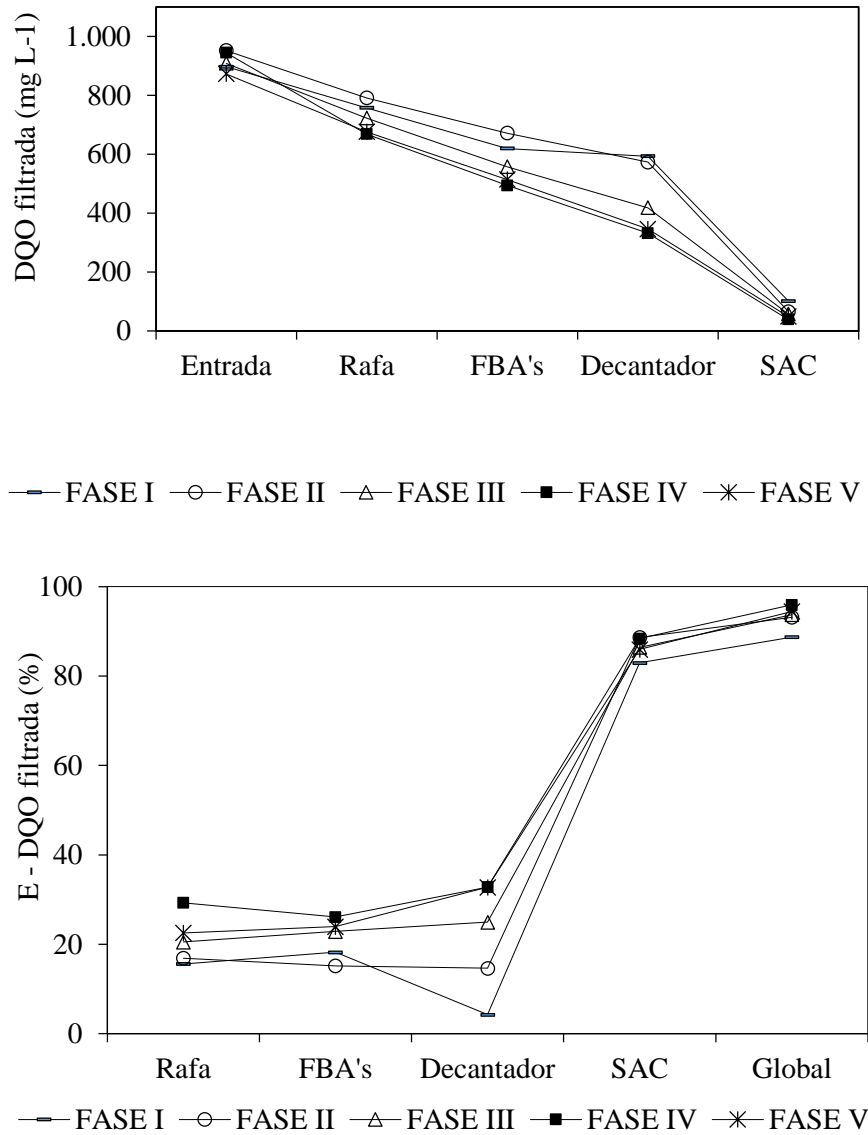 DQO filtrada (mg L-1)
1.000
800
600
400
200
0
Entrada Rafa FBA's Decantador SAC
FASE I FASE II FASE III FASE IV FASE V
E - DQO filtrada (%)
100
80
60
40
20
0
Rafa FBA's Decantador SAC Global
FASE I FASE II FASE III FASE IV FASE V